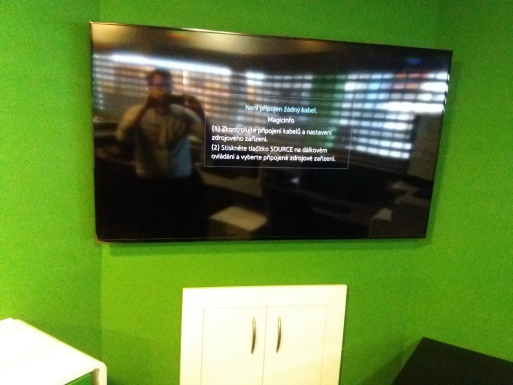 Není připojen žádný kabel.
MagicInfo
(1) Zkontrolujte připojení kabelů a nastavení
zdrojového zařízení.
(2) Stiskněte tlačítko SOURCE na dálkovém
ovládání a vyberte připojené zdrojové zařízení.